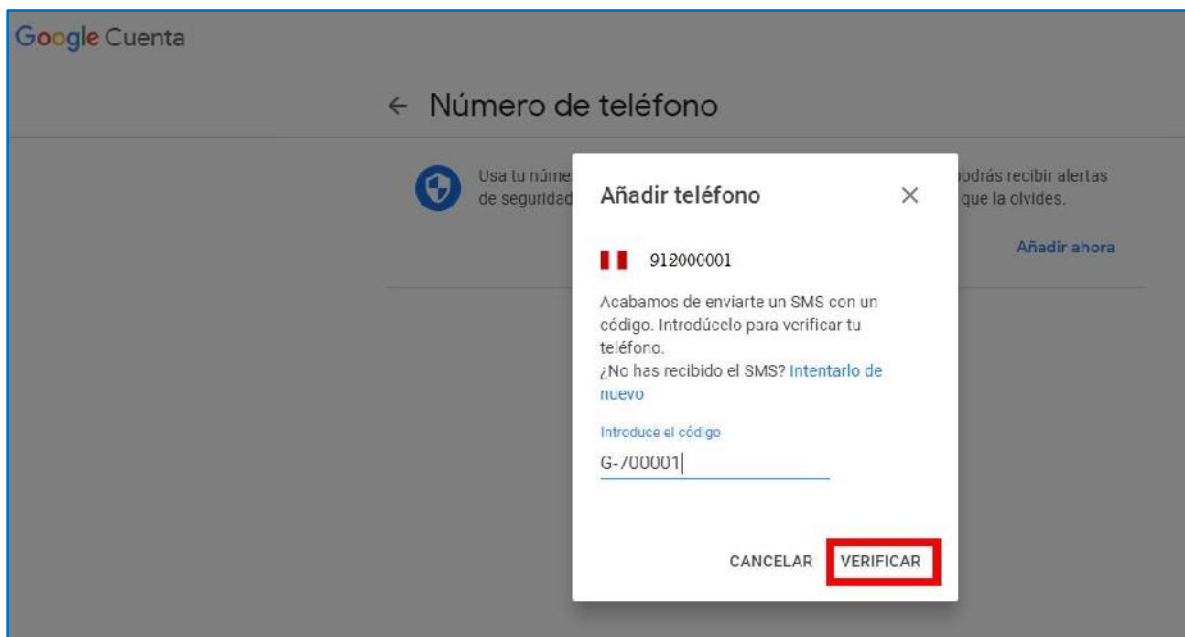 Google Cuenta
← Número de teléfono
Usa tu núme
podrás recibir alertas
de seguridad
que la olvides.
Añadir ahora
Añadir teléfono
912000001
Acabamos de enviarte un SMS con un
código. Introdúcelo para verificar tu
teléfono.
¿No has recibido el SMS? Intentarlo de
nuevo
Introduce el código
G-700001
CANCELAR VERIFICAR